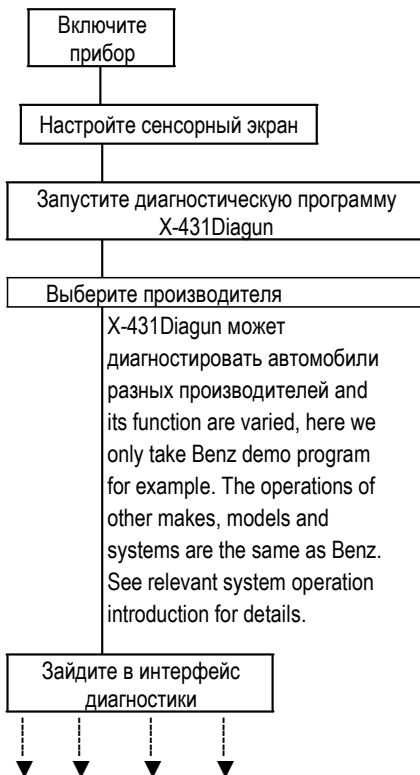 Включите
прибор
Настройте сенсорный экран
Запустите диагностическую программу
X-431Diagun
Выберите производителя
X-431Diagun может
диагностировать автомобили
разных производителей and
its function are varied, here we
only take Benz demo program
for example. The operations of
other makes, models and
systems are the same as Benz.
See relevant system operation
introduction for details.
Зайдите в интерфейс
диагностики